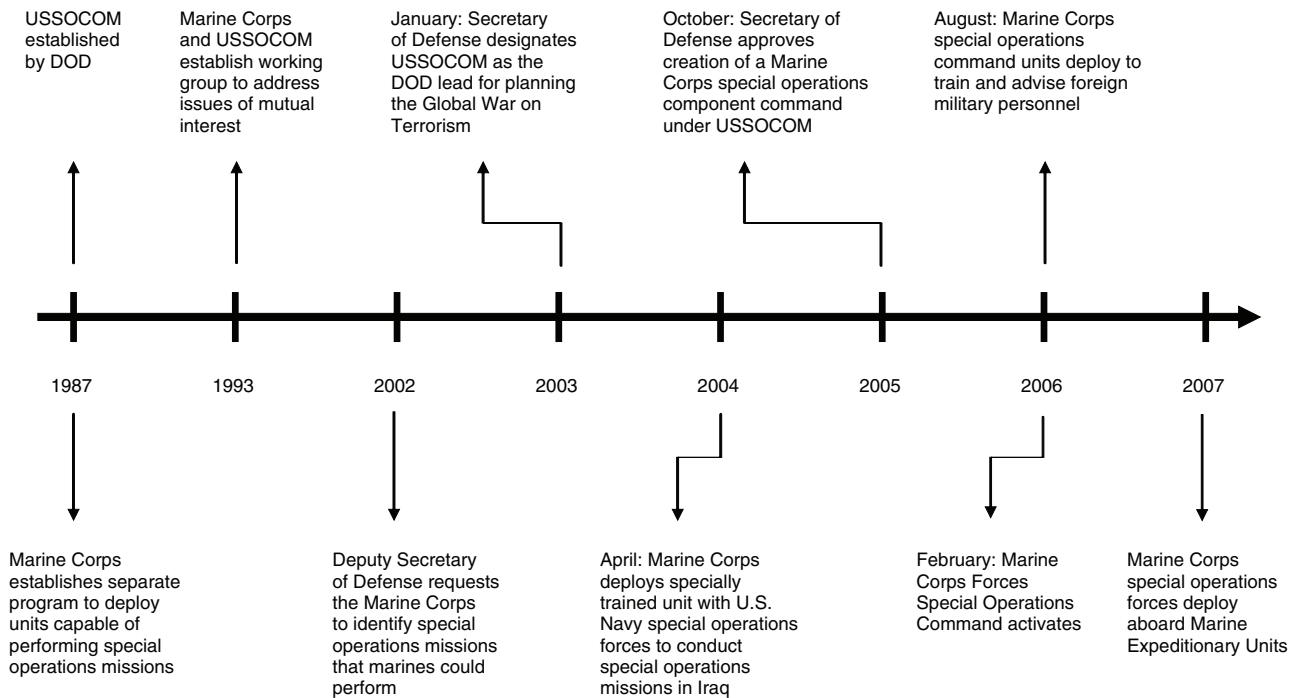 USSOCOM
established
by DOD
Marine Corps
and USSOCOM
establish working
group to address
issues of mutual
interest
January: Secretary
of Defense designates
USSOCOM as the
DOD lead for planning
the Global War on
Terrorism
October: Secretary of
Defense approves
creation of a Marine
Corps special operations
component command
under USSOCOM
August: Marine Corps
special operations
command units deploy to
train and advise foreign
military personnel
1987
1993
2002
2003
2004
2005
2006
2007
Marine Corps
establishes separate
program to deploy
units capable of
performing special
operations missions
Deputy Secretary
of Defense requests
the Marine Corps
to identify special
operations missions
that marines could
perform
April: Marine Corps
deploys specially
trained unit with U.S.
Navy special operations
forces to conduct
special operations
missions in Iraq
February: Marine
Corps Forces
Special Operations
Command activates
Marine Corps
special operations
forces deploy
aboard Marine
Expeditionary Units